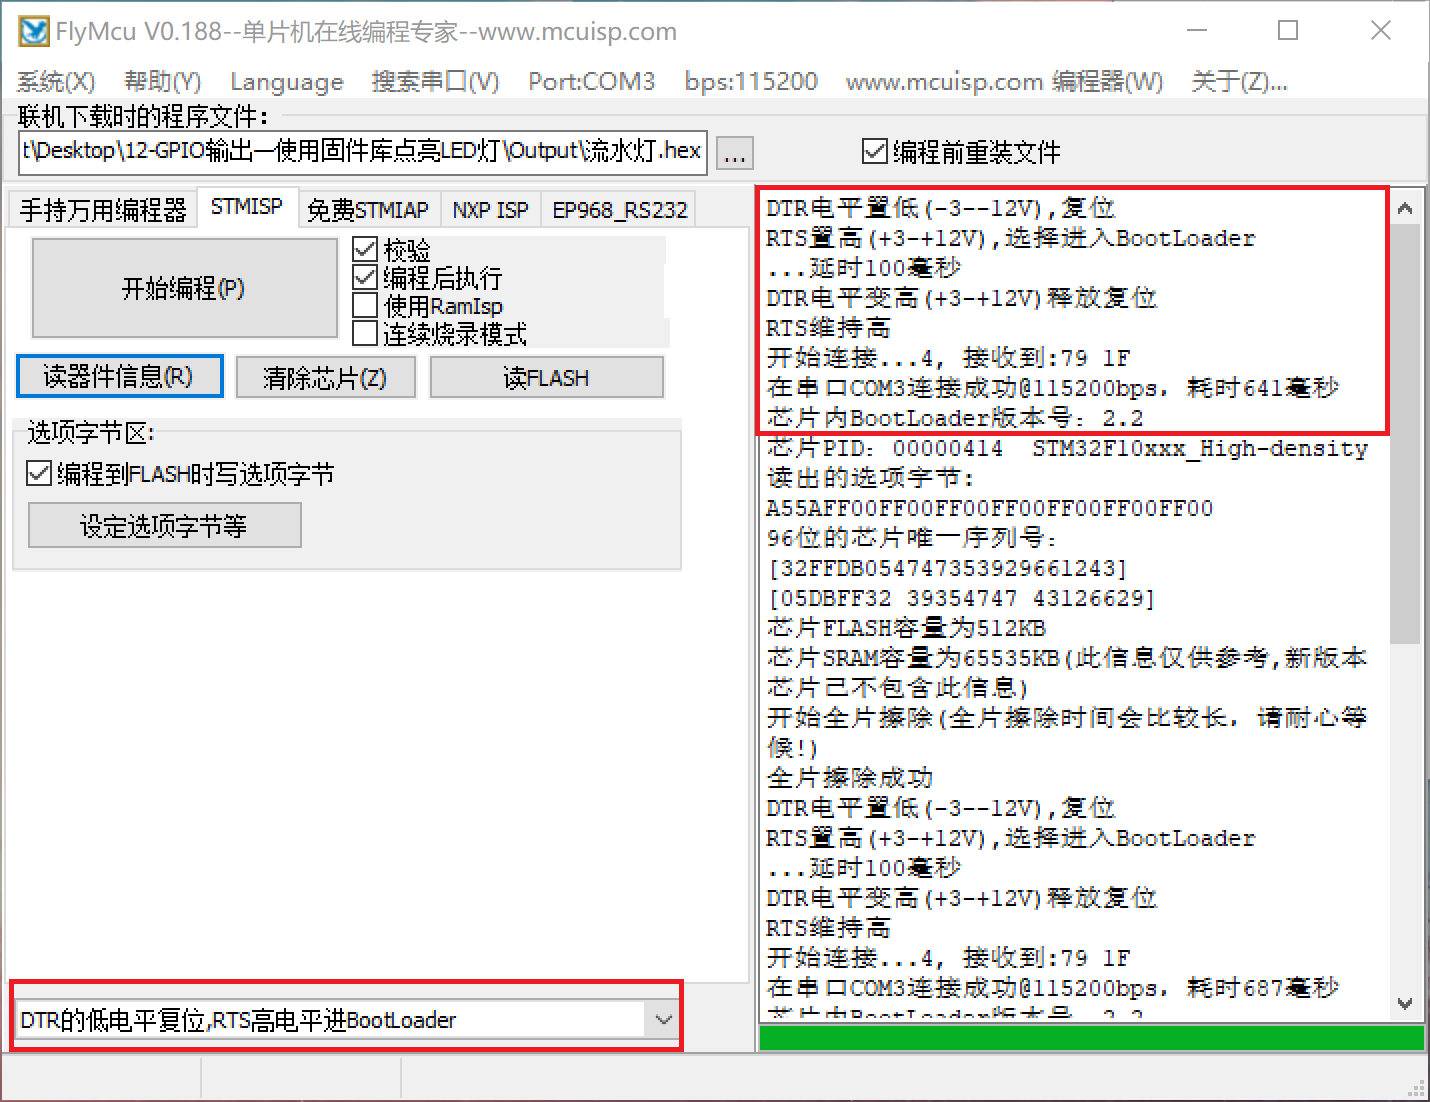 FlyMcu V0.188--单片机在线编程专家--www.mcuisp.com
系统(X) 帮助(Y) Language 搜索串口(V) Port:COM3 bps:115200 www.mcuisp.com 编程器(W) 关于(Z)...
联机下载时的程序文件：
t\Desktop\12-GPIO输出—使用固件库点亮LED灯\Output\流水灯.hex ... 编程前重装文件
手持万用编程器 STMISP 免费STMIAP NXP ISP EP968_RS232
开始编程(P)
校验
编程后执行
使用RamIsp
连续烧录模式
读器件信息(R) 清除芯片(Z) 读FLASH
选项字节区:
编程到FLASH时写选项字节
设定选项字节等
DTR的低电平复位,RTS高电平进BootLoader
DTR电平置低(-3--12V),复位
RTS置高(+3-+12V),选择进入BootLoader
...延时100毫秒
DTR电平变高(+3-+12V)释放复位
RTS维持高
开始连接...4, 接收到:79 1F
在串口COM3连接成功@115200bps, 耗时641毫秒
芯片内BootLoader版本号: 2.2
芯片PID: 00000414 STM32F10xxx_High-density
读出的选项字节:
A55AFF00FF00FF00FF00FF00FF00FF00
96位的芯片唯一序列号:
[32FFDB054747353929661243]
[05DBFF32 39354747 43126629]
芯片FLASH容量为512KB
芯片SRAM容量为65535KB(此信息仅供参考,新版本
芯片已不包含此信息)
开始全片擦除(全片擦除时间会比较长, 请耐心等
候!)
全片擦除成功
DTR电平置低(-3--12V),复位
RTS置高(+3-+12V),选择进入BootLoader
...延时100毫秒
DTR电平变高(+3-+12V)释放复位
RTS维持高
开始连接...4, 接收到:79 1F
在串口COM3连接成功@115200bps, 耗时687毫秒
芯片内BootLoader版本号: 2.2